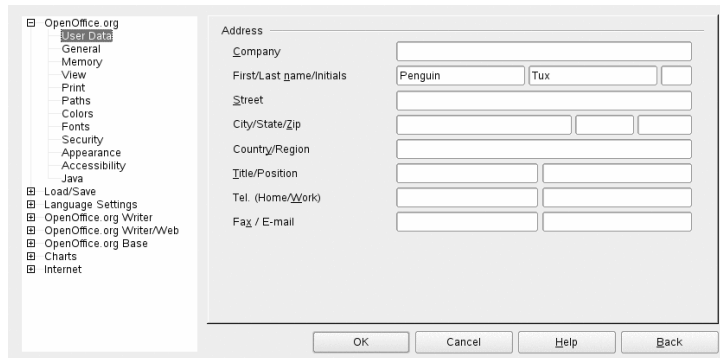 OpenOffice.org
User Data
General
Memory
View
Print
Paths
Colors
Fonts
Security
Appearance
Accessibility
Java
Load/Save
Language Settings
OpenOffice.org Writer
OpenOffice.org Writer/Web
OpenOffice.org Base
Charts
Internet
Address
Company
First/Last name/Initials Penguin Tux
Street
City/State/Zip
Country/Region
Title/Position
Tel. (Home/Work)
Fax / E-mail
OK Cancel Help Back